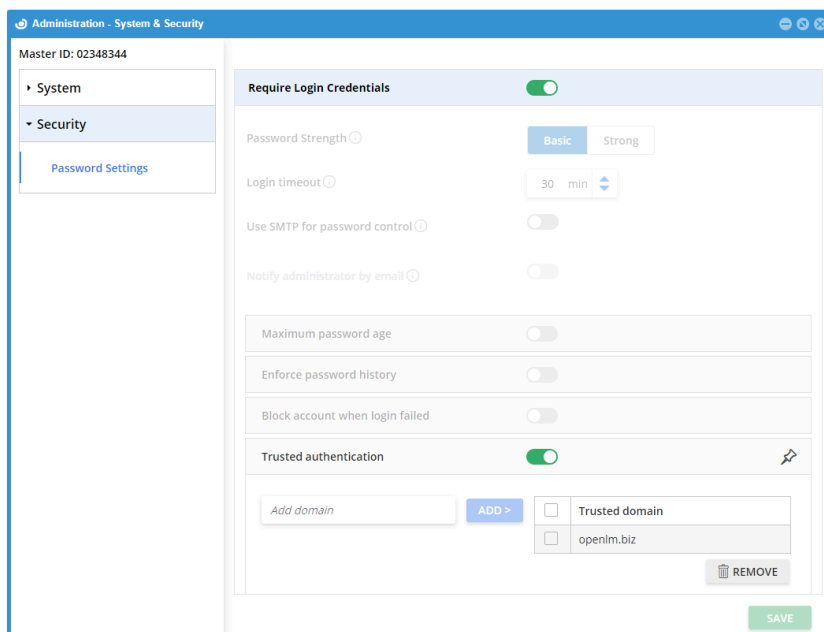 Administration - System & Security
Master ID: 02348344
System
Security
Password Settings
Require Login Credentials
Password Strength
Basic
Strong
Login timeout
30 min
Use SMTP for password control
Notify administrator by email
Maximum password age
Enforce password history
Block account when login failed
Trusted authentication
Add domain
ADD >
Trusted domain
openlm.biz
REMOVE
SAVE